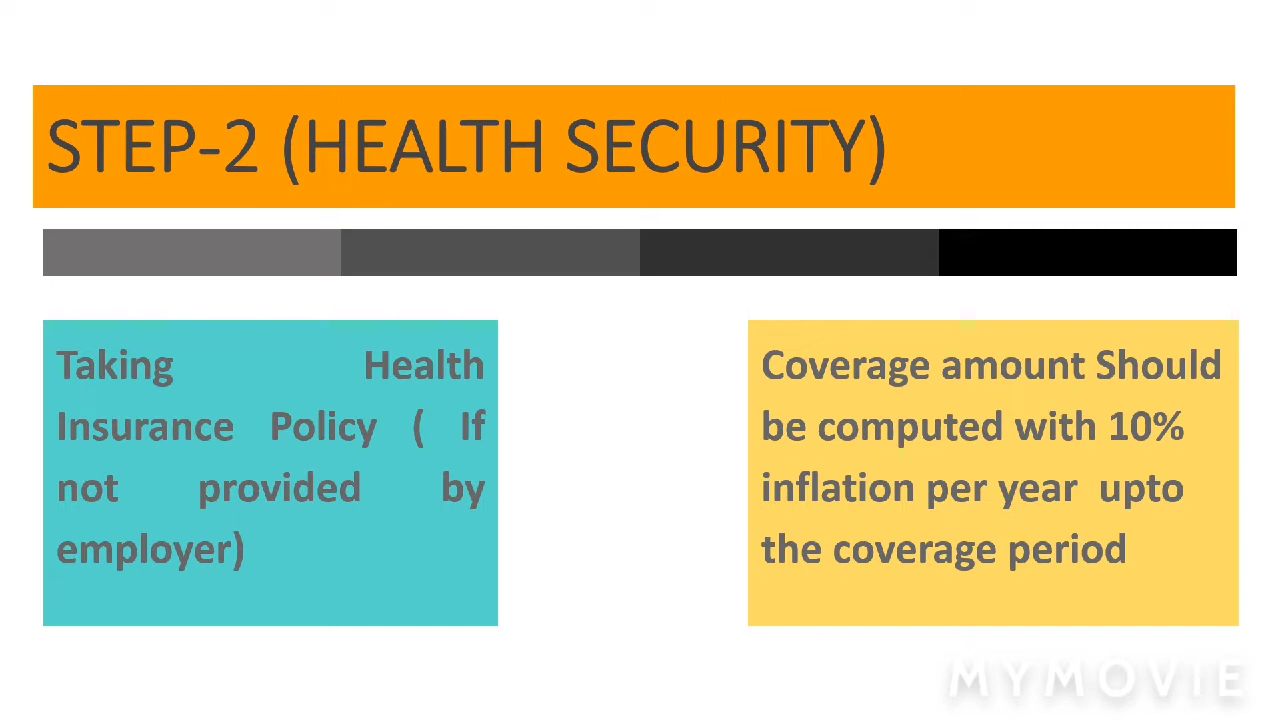 STEP-2 (HEALTH SECURITY)
Taking Health
Insurance Policy ( If
not provided by
employer)
Coverage amount Should
be computed with 10%
inflation per year upto
the coverage period
MYMOVIE